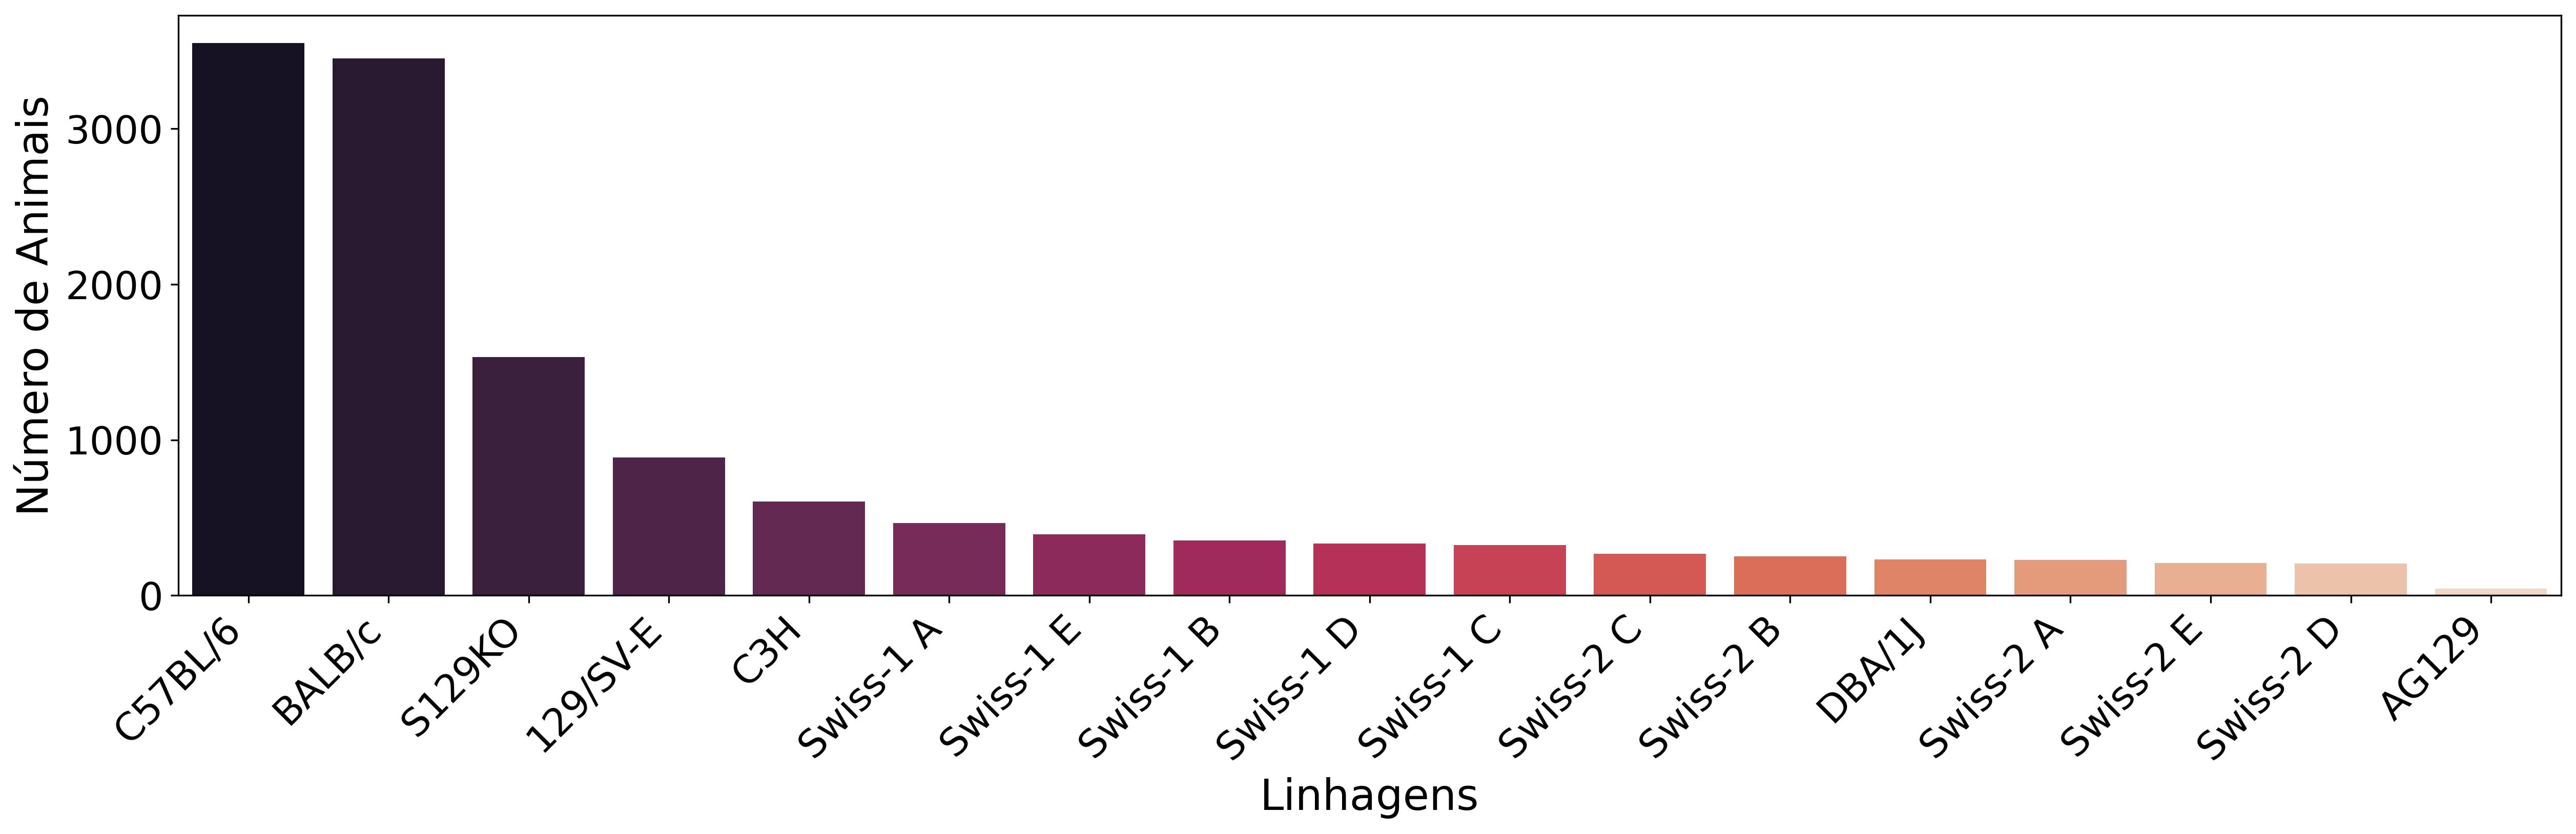 Número de Animais
3000
2000
1000
0
C57BL/6
BALB/c
S129KO
129/SV-E
C3H
Swiss-1 A
Swiss-1 E
Swiss-1 B
Swiss-1 D
Swiss-1 C
Swiss-2 C
Swiss-2 B
DBA/1J
Swiss-2 A
Swiss-2 E
Swiss-2 D
AG129
Linhagens